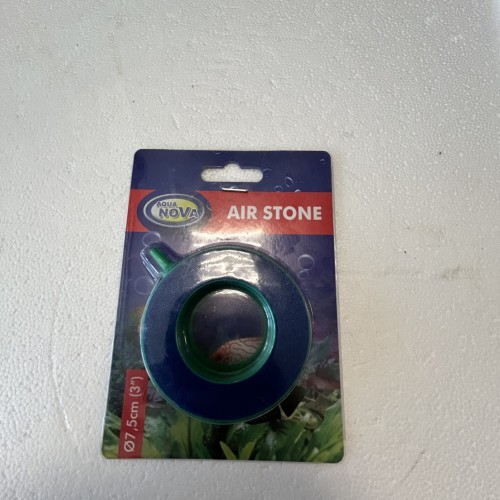 AQUA
NOVA
AIR STONE
Ø7,5cm (3")